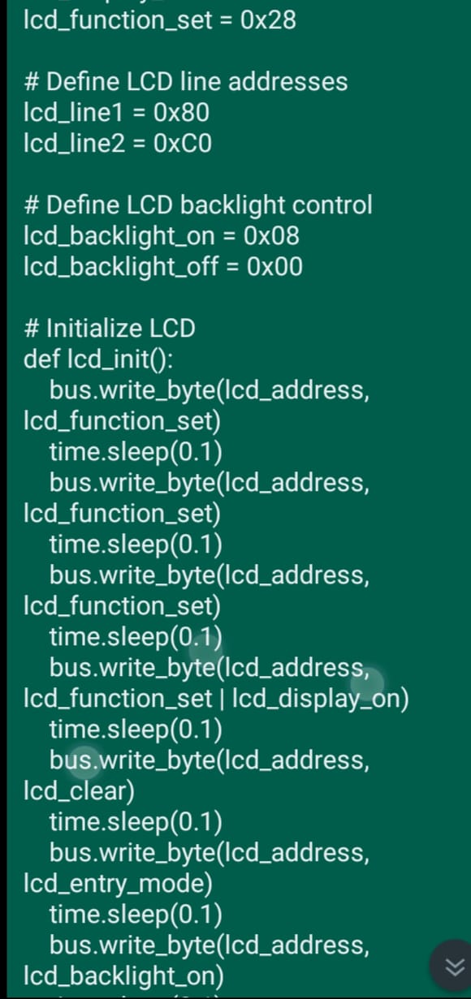 lcd_function_set = 0x28
# Define LCD line addresses
lcd_line1 = 0x80
lcd_line2 = 0xC0
# Define LCD backlight control
lcd_backlight_on = 0x08
lcd_backlight_off = 0x00
# Initialize LCD
def lcd_init():
    bus.write_byte(lcd_address,
lcd_function_set)
    time.sleep(0.1)
    bus.write_byte(lcd_address,
lcd_function_set)
    time.sleep(0.1)
    bus.write_byte(lcd_address,
lcd_function_set)
    time.sleep(0.1)
    bus.write_byte(lcd_address,
lcd_function_set | lcd_display_on)
    time.sleep(0.1)
    bus.write_byte(lcd_address,
lcd_clear)
    time.sleep(0.1)
    bus.write_byte(lcd_address,
lcd_entry_mode)
    time.sleep(0.1)
    bus.write_byte(lcd_address,
lcd_backlight_on)